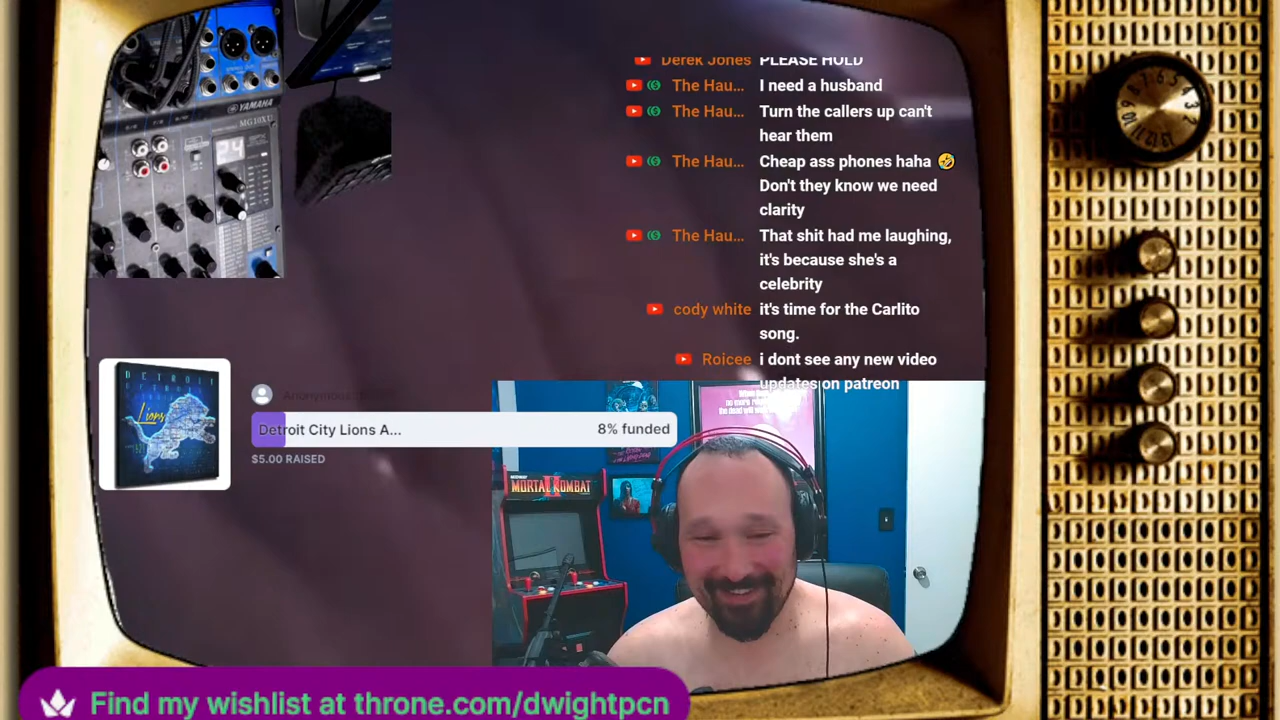 YAMAHA
MG10XU
24
Derek Jones PLEASE HOLD
The Hau... I need a husband
The Hau... Turn the callers up can't
hear them
The Hau... Cheap ass phones haha 🤣
Don't they know we need
clarity
The Hau... That shit had me laughing,
it's because she's a
celebrity
cody white it's time for the Carlito
song.
Roicee i dont see any new video
updates on patreon
DETROIT
Lions
Anonymous
Detroit City Lions A... 8% funded
$5.00 RAISED
MORTAL KOMBAT
II
Find my wishlist at throne.com/dwightpcn